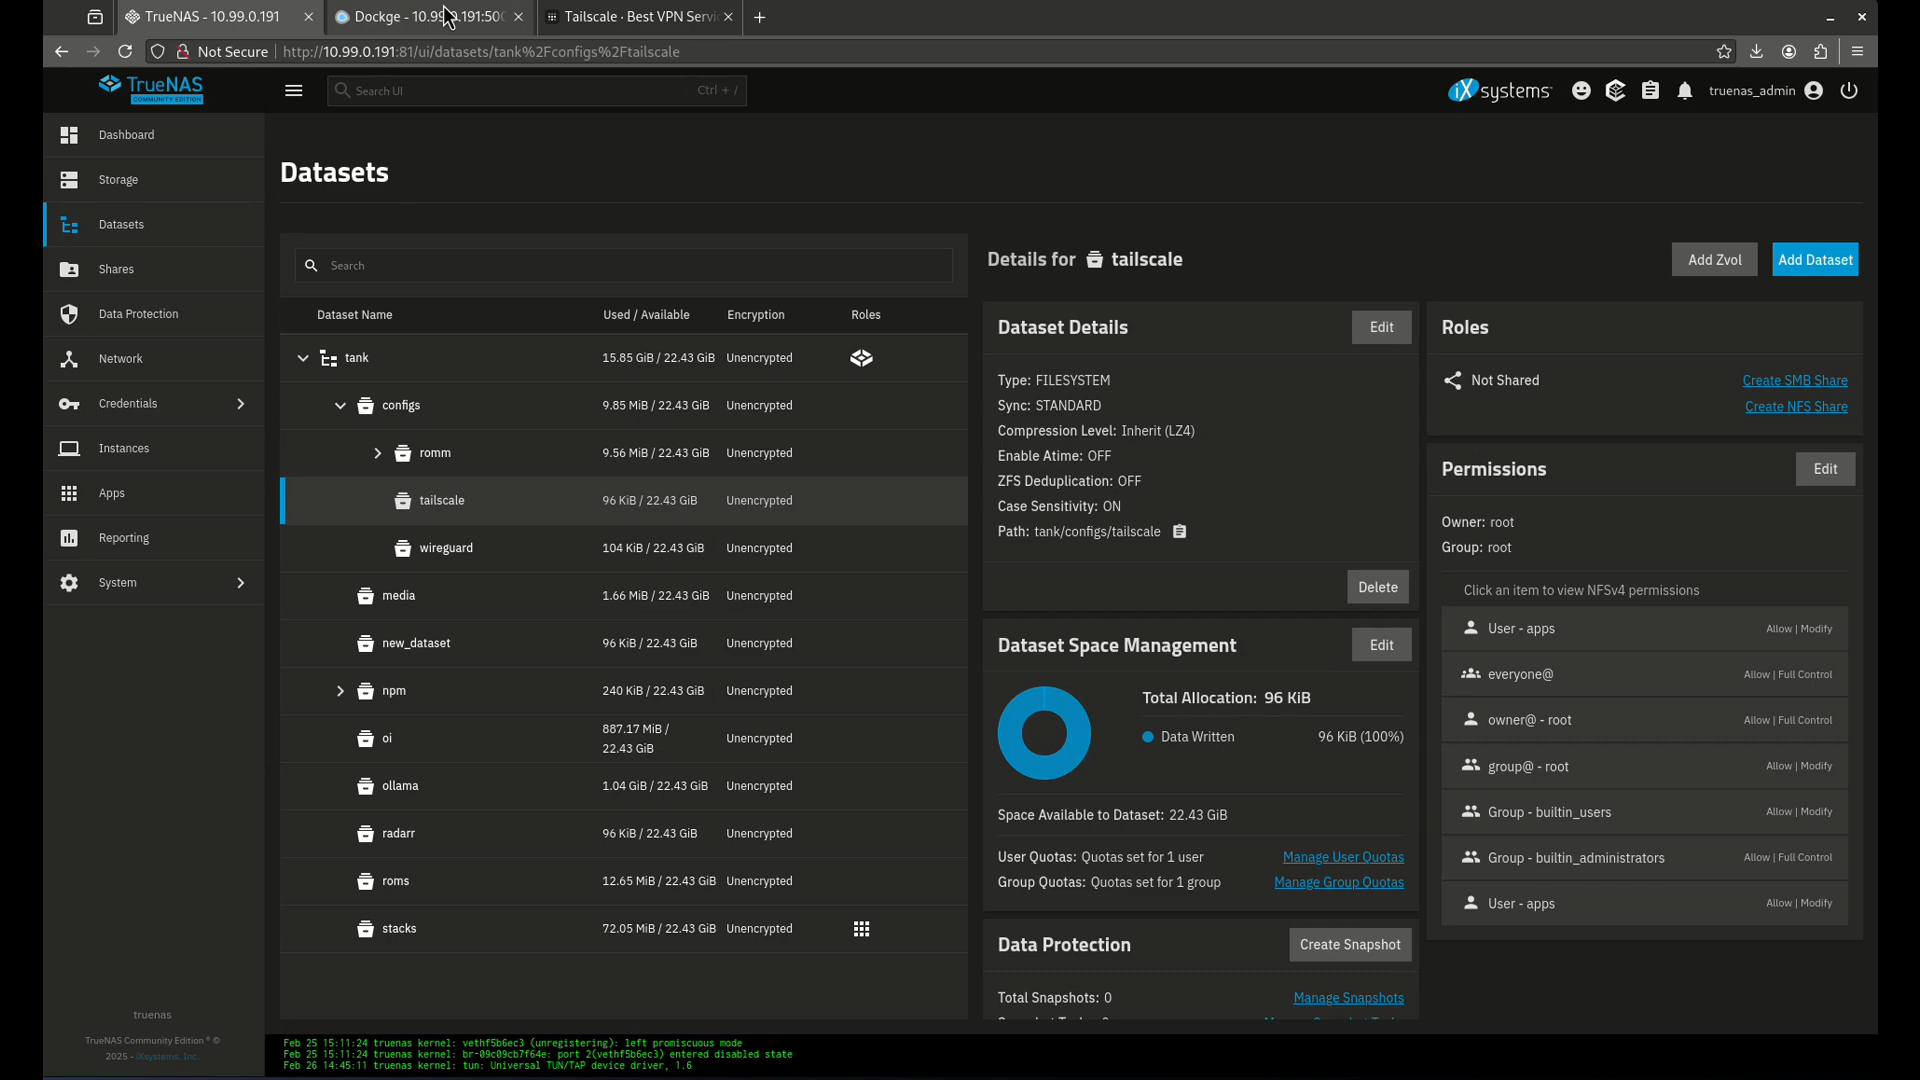 TrueNAS - 10.99.0.191
Dockge - 10.99.0.191:500
Tailscale · Best VPN Servi
Not Secure
http://10.99.0.191:81/ui/datasets/tank%2Fconfigs%2Ftailscale
TrueNAS
COMMUNITY EDITION
Search UI
Ctrl + /
iXsystems
truenas_admin
Dashboard
Storage
Datasets
Shares
Data Protection
Network
Credentials
Instances
Apps
Reporting
System
truenas
TrueNAS Community Edition ® ©
2025 - iXsystems, Inc.
Datasets
Search
Dataset Name
Used / Available
Encryption
Roles
tank
15.85 GiB / 22.43 GiB
Unencrypted
configs
9.85 MiB / 22.43 GiB
Unencrypted
romm
9.56 MiB / 22.43 GiB
Unencrypted
tailscale
96 KiB / 22.43 GiB
Unencrypted
wireguard
104 KiB / 22.43 GiB
Unencrypted
media
1.66 MiB / 22.43 GiB
Unencrypted
new_dataset
96 KiB / 22.43 GiB
Unencrypted
npm
240 KiB / 22.43 GiB
Unencrypted
oi
887.17 MiB /
22.43 GiB
Unencrypted
ollama
1.04 GiB / 22.43 GiB
Unencrypted
radarr
96 KiB / 22.43 GiB
Unencrypted
roms
12.65 MiB / 22.43 GiB
Unencrypted
stacks
72.05 MiB / 22.43 GiB
Unencrypted
Details for tailscale
Add Zvol
Add Dataset
Dataset Details
Edit
Type: FILESYSTEM
Sync: STANDARD
Compression Level: Inherit (LZ4)
Enable Atime: OFF
ZFS Deduplication: OFF
Case Sensitivity: ON
Path: tank/configs/tailscale
Delete
Dataset Space Management
Edit
Total Allocation: 96 KiB
Data Written
96 KiB (100%)
Space Available to Dataset: 22.43 GiB
User Quotas: Quotas set for 1 user
Manage User Quotas
Group Quotas: Quotas set for 1 group
Manage Group Quotas
Data Protection
Create Snapshot
Total Snapshots: 0
Manage Snapshots
Roles
Not Shared
Create SMB Share
Create NFS Share
Permissions
Edit
Owner: root
Group: root
Click an item to view NFSv4 permissions
User - apps
Allow | Modify
everyone@
Allow | Full Control
owner@ - root
Allow | Full Control
group@ - root
Allow | Modify
Group - builtin_users
Allow | Modify
Group - builtin_administrators
Allow | Full Control
User - apps
Allow | Modify
Feb 25 15:11:24 truenas kernel: vethf5b6ec3 (unregistering): left promiscuous mode
Feb 25 15:11:24 truenas kernel: br-09c09cb7f64e: port 2(vethf5b6ec3) entered disabled state
Feb 26 14:45:11 truenas kernel: tun: Universal TUN/TAP device driver, 1.6